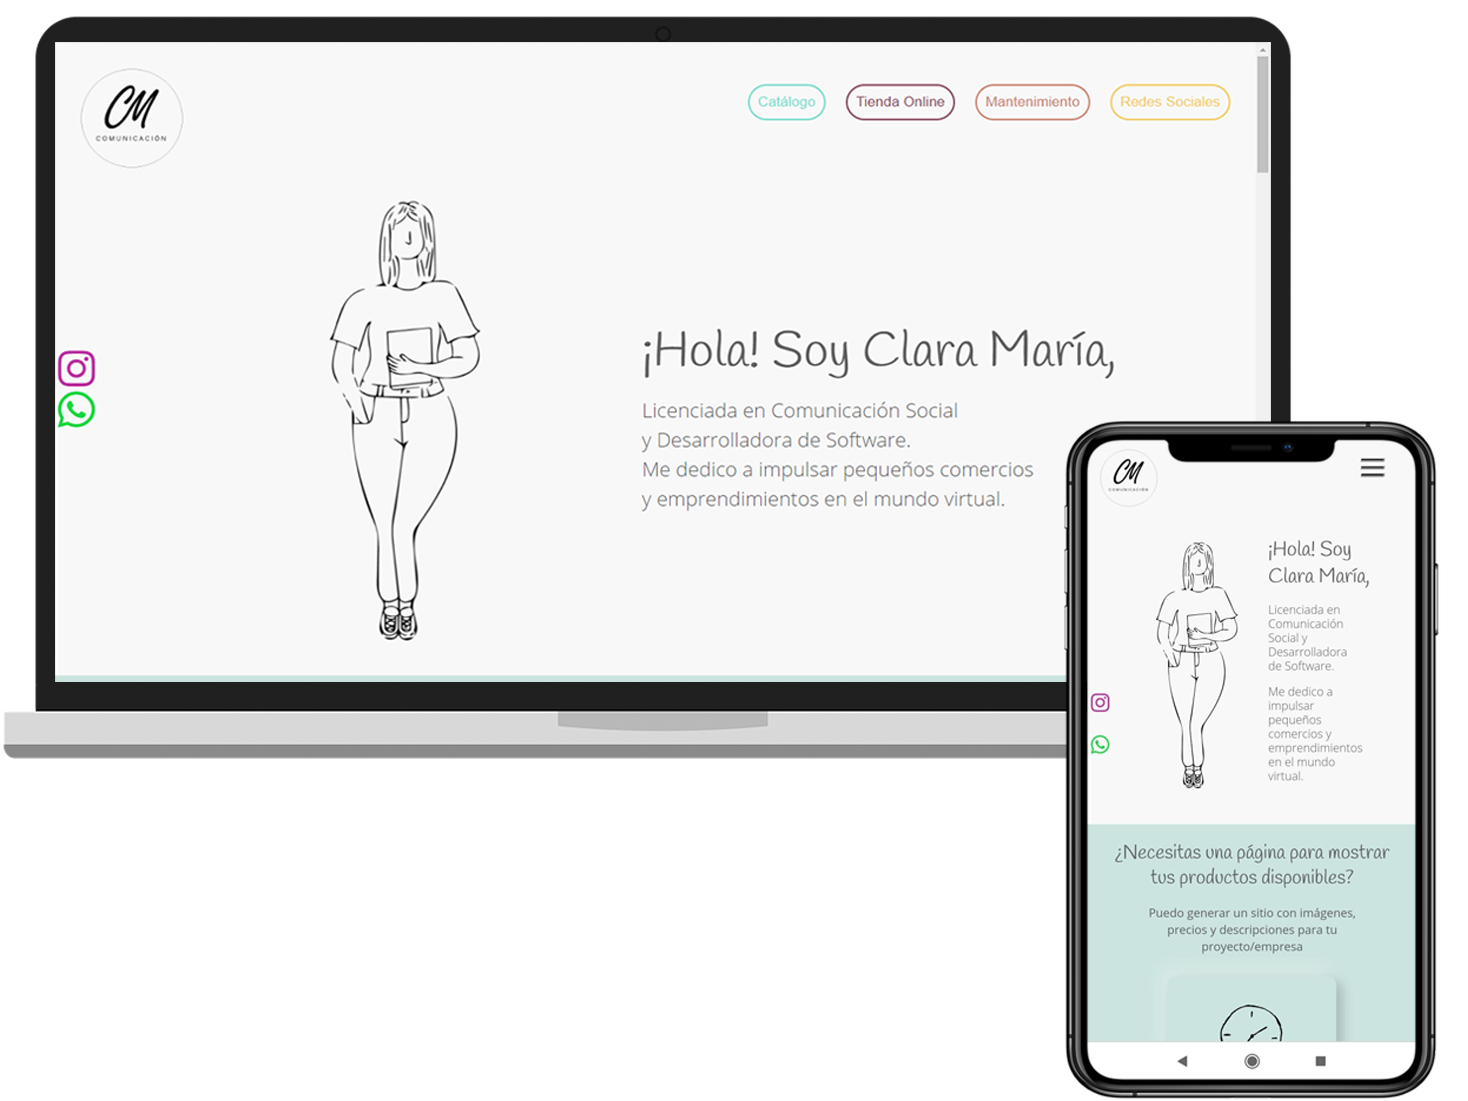 CM
COMUNICACIÓN
Catálogo
Tienda Online
Mantenimiento
Redes Sociales
¡Hola! Soy Clara María,
Licenciada en Comunicación Social
y Desarrolladora de Software.
Me dedico a impulsar pequeños comercios
y emprendimientos en el mundo virtual.
CM
COMUNICACIÓN
¡Hola! Soy
Clara María,
Licenciada en
Comunicación
Social y
Desarrolladora
de Software.
Me dedico a
impulsar
pequeños
comercios y
emprendimientos
en el mundo
virtual.
¿Necesitas una página para mostrar
tus productos disponibles?
Puedo generar un sitio con imágenes,
precios y descripciones para tu
proyecto/empresa